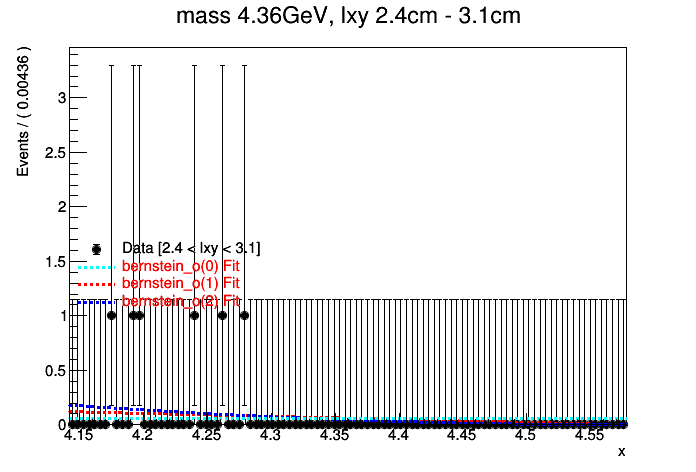 mass 4.36GeV, lxy 2.4cm - 3.1cm
Events / ( 0.00436 )
3
2.5
2
Data [2.4 < lxy < 3.1]
1.5
bernstein_o(0) Fit
bernstein_o(1) Fit
bernstein_o(2) Fit
1
0.5
0
4.15 4.2 4.25 4.3 4.35 4.4 4.45 4.5 4.55
x